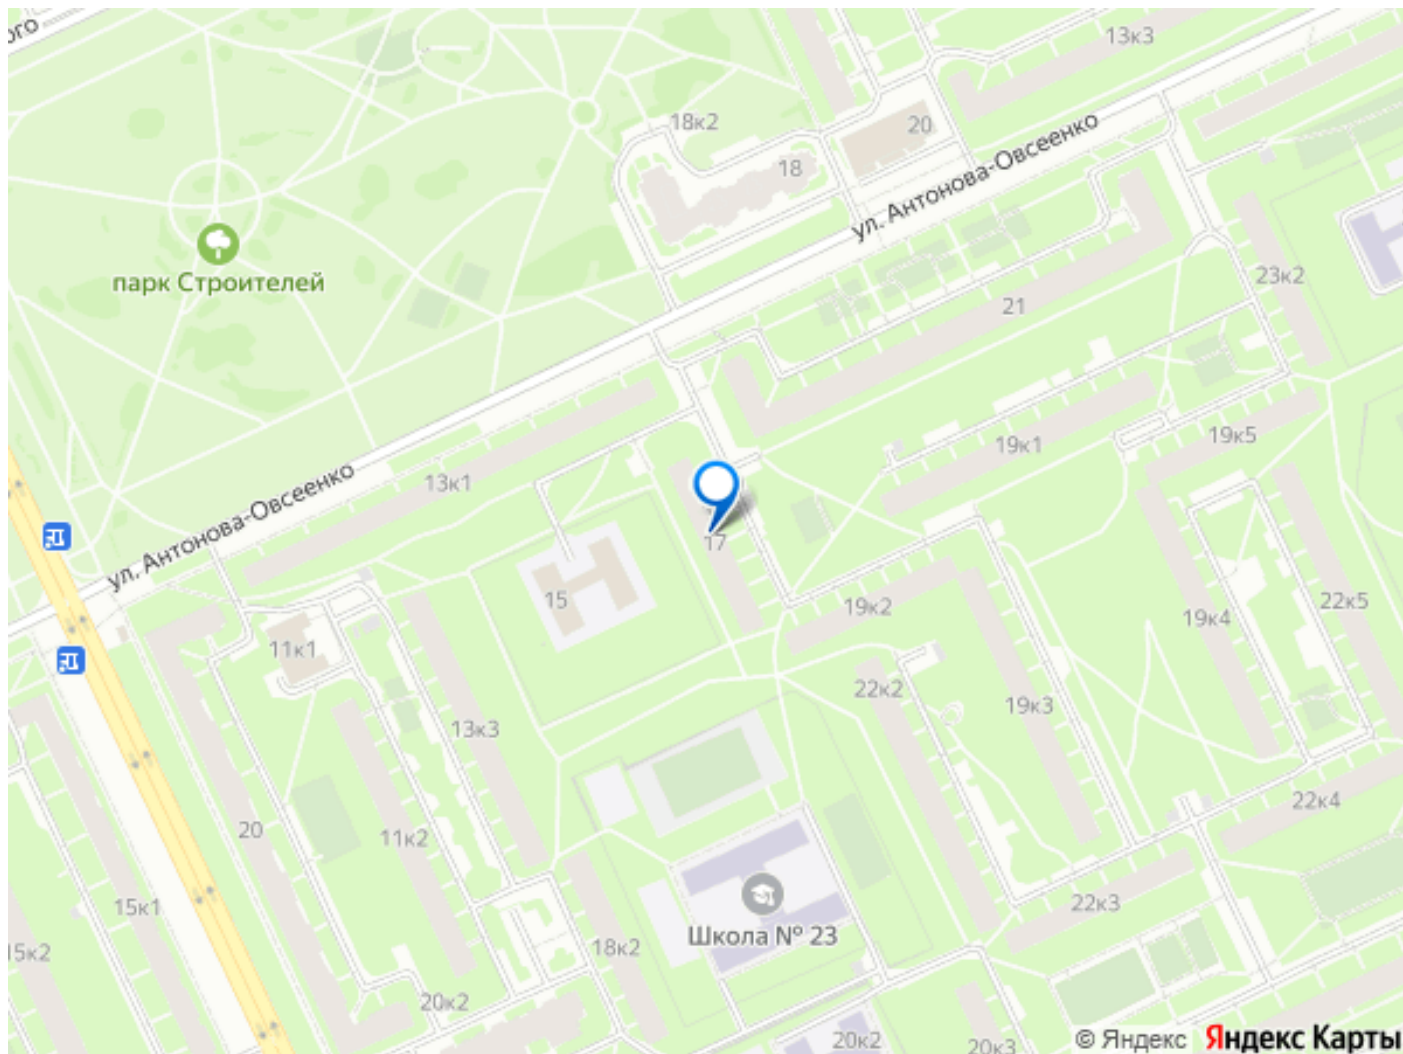 ого
13к3
18к2
20
18
ул. Антонова-Овсеенко
парк Строителей
23к2
21
19к1
19к5
13к1
ул. Антонова-Овсеенко
17
15
19к2
19к4
22к5
11к1
22к2
19к3
13к3
22к4
20
11к2
15к1
22к3
Школа № 23
15к2
18к2
20к2
20к2
20к3
© Яндекс Яндекс Карты